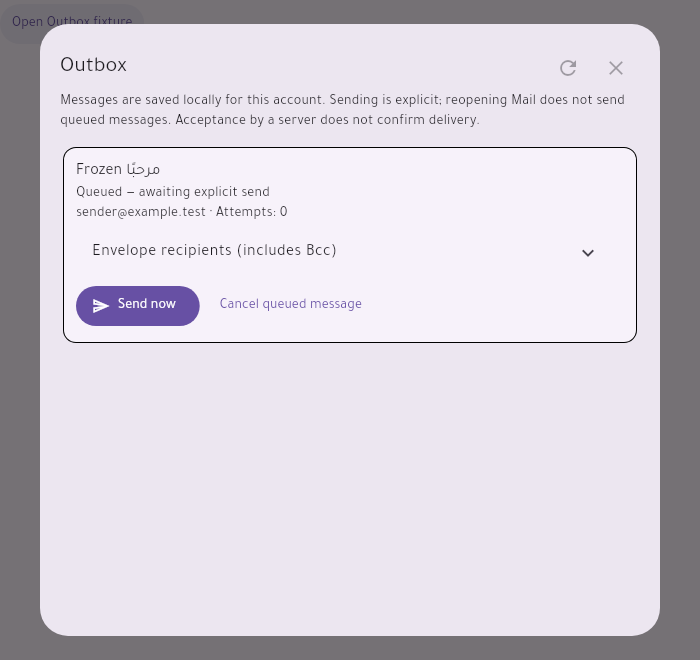 Open Outbox fixture
Outbox
Messages are saved locally for this account. Sending is explicit; reopening Mail does not send
queued messages. Acceptance by a server does not confirm delivery.
Frozen مرحبًا
Queued — awaiting explicit send
sender@example.test · Attempts: 0
Envelope recipients (includes Bcc)
Send now
Cancel queued message